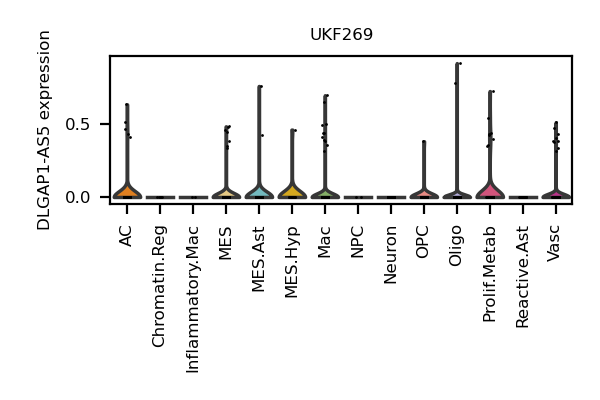 UKF269
DLGAP1-AS5 expression
0.5
0.0
AC
Chromatin.Reg
Inflammatory.Mac
MES
MES.Ast
MES.Hyp
Mac
NPC
Neuron
OPC
Oligo
Prolif.Metab
Reactive.Ast
Vasc